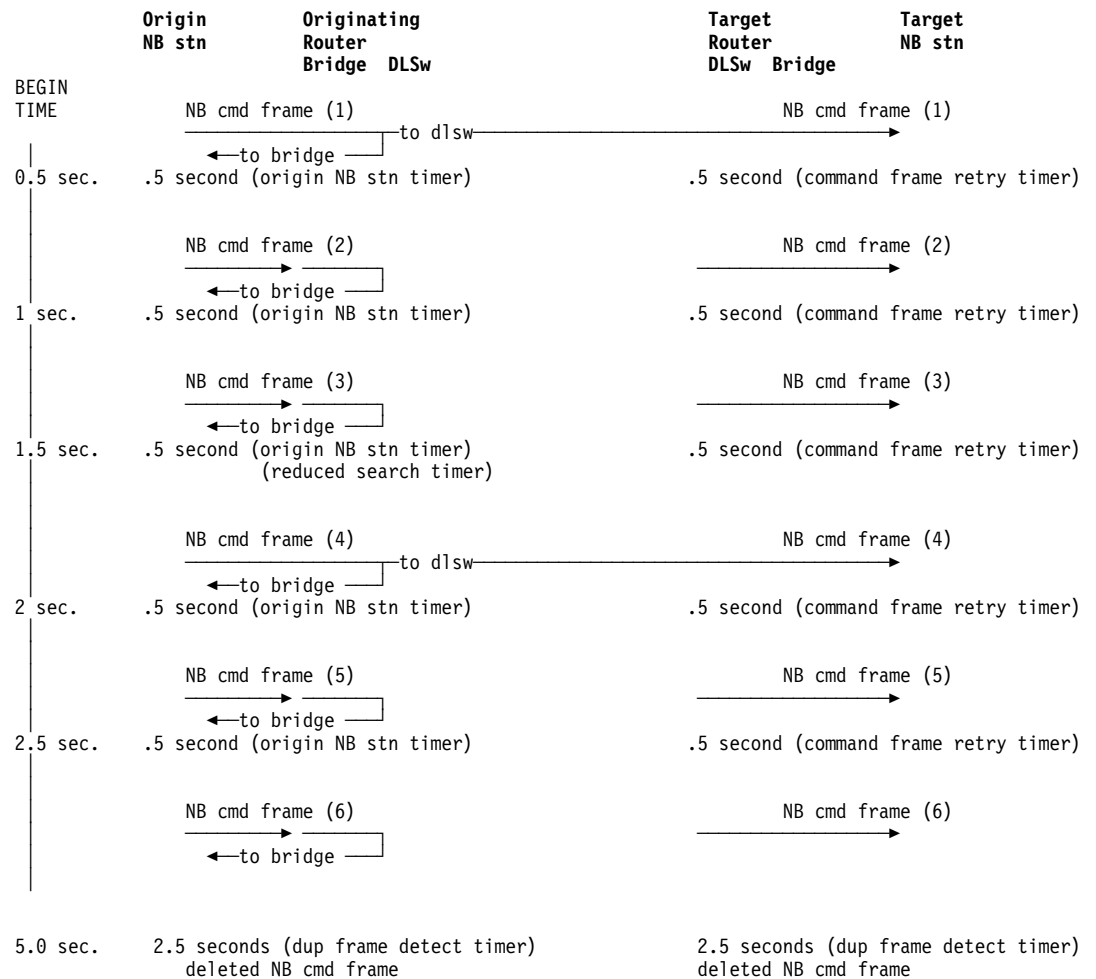 Origin Originating Target Target
NB stn Router Router NB stn
Bridge DLSw DLSw Bridge
BEGIN
TIME NB cmd frame (1) NB cmd frame (1)
to dlsw
to bridge
0.5 sec. .5 second (origin NB stn timer) .5 second (command frame retry timer)
NB cmd frame (2) NB cmd frame (2)
to bridge
1 sec. .5 second (origin NB stn timer) .5 second (command frame retry timer)
NB cmd frame (3) NB cmd frame (3)
to bridge
1.5 sec. .5 second (origin NB stn timer) .5 second (command frame retry timer)
(reduced search timer)
NB cmd frame (4) NB cmd frame (4)
to dlsw
to bridge
2 sec. .5 second (origin NB stn timer) .5 second (command frame retry timer)
NB cmd frame (5) NB cmd frame (5)
to bridge
2.5 sec. .5 second (origin NB stn timer) .5 second (command frame retry timer)
NB cmd frame (6) NB cmd frame (6)
to bridge
5.0 sec. 2.5 seconds (dup frame detect timer) 2.5 seconds (dup frame detect timer)
deleted NB cmd frame deleted NB cmd frame